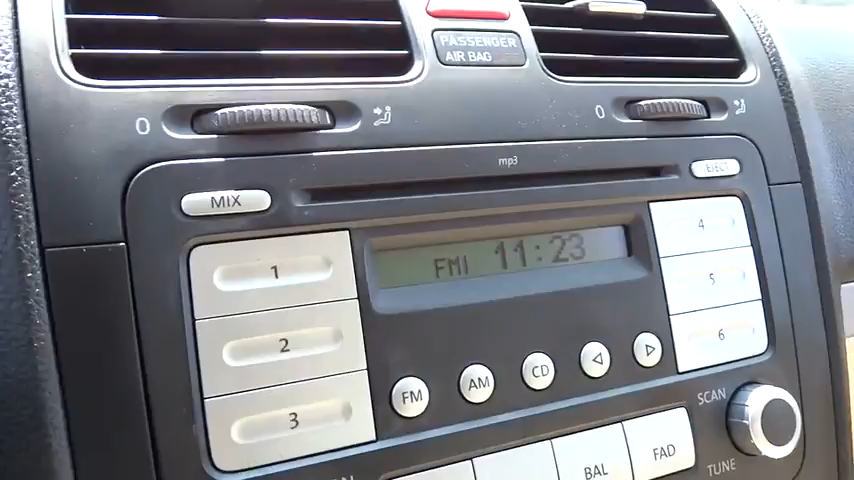 PASSENGER
AIR BAG
0
0
mp3
EJECT
MIX
1
2
3
FM1 11:23
4
5
6
FM
AM
CD
SCAN
BAL
FAD
TUNE